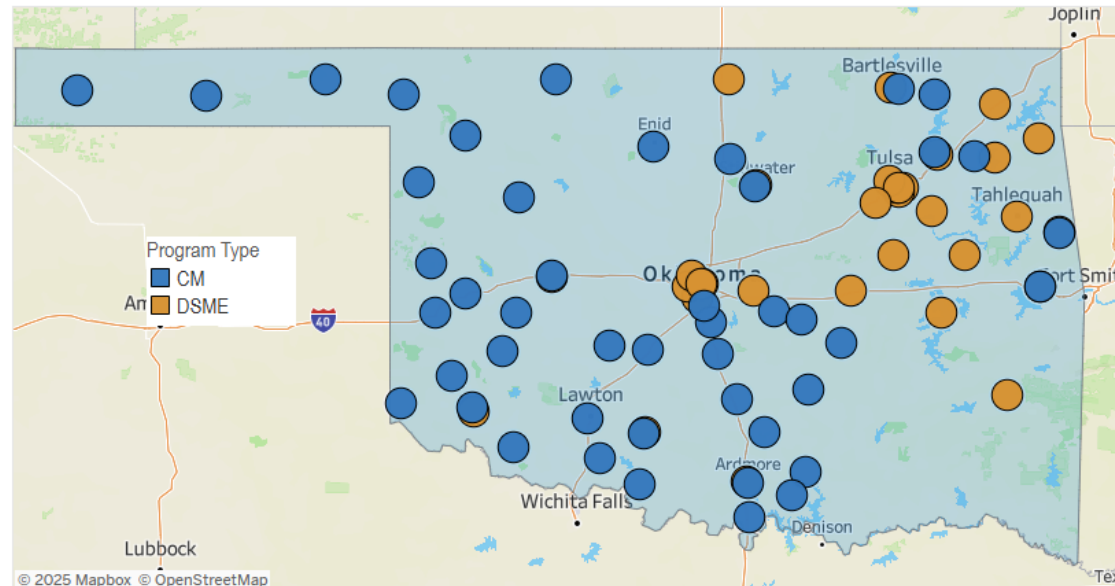 Joplin
Bartlesville
Enid
Tulsa
Tahlequah
Program Type
CM
DSME
40
Lawton
Ardmore
Wichita Falls
Denison
Lubbock
© 2025 Mapbox © OpenStreetMap